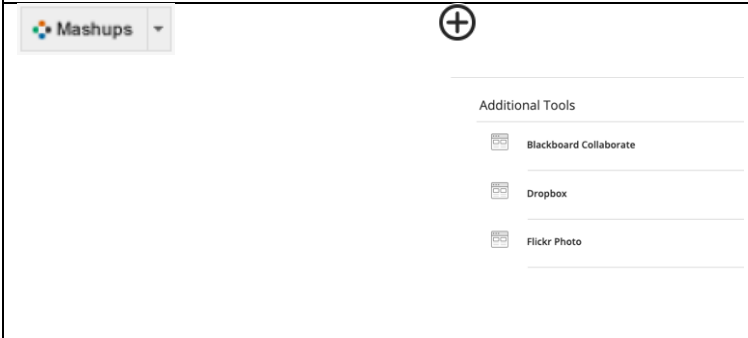 Mashups
Additional Tools
Blackboard Collaborate
Dropbox
Flickr Photo